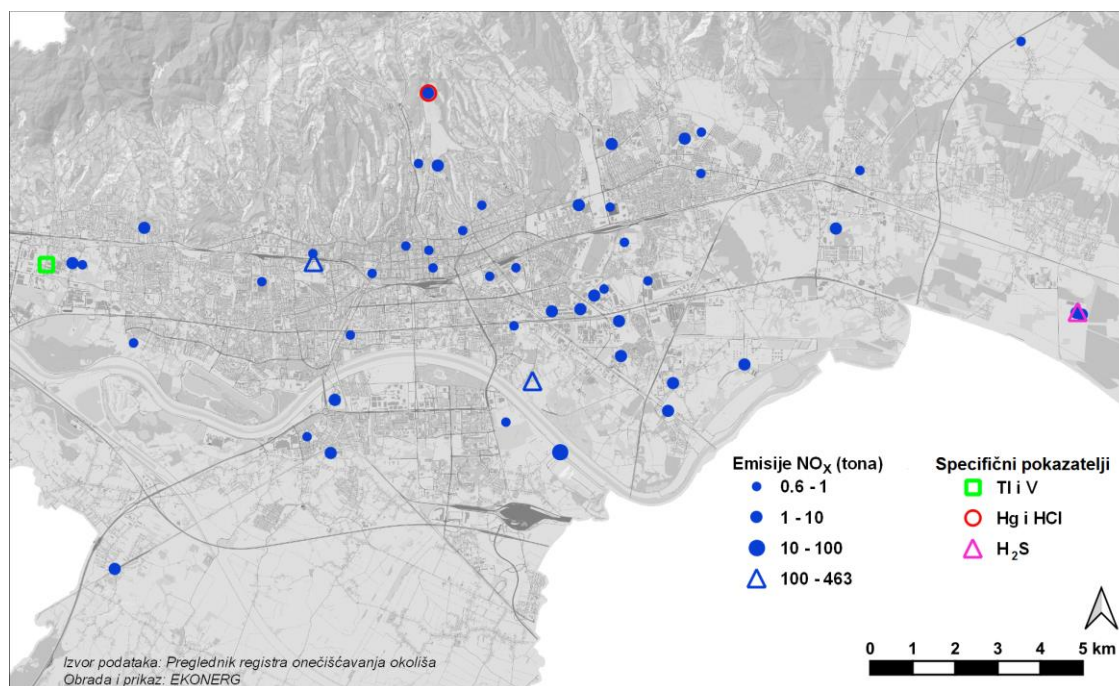 Emisije NOX (tona)
0.6 - 1
1 - 10
10 - 100
100 - 463
Specifični pokazatelji
Tl i V
Hg i HCl
H2S
0 1 2 3 4 5 km
Izvor podataka: Preglednik registra onečišćavanja okoliša
Obrada i prikaz: EKONERG